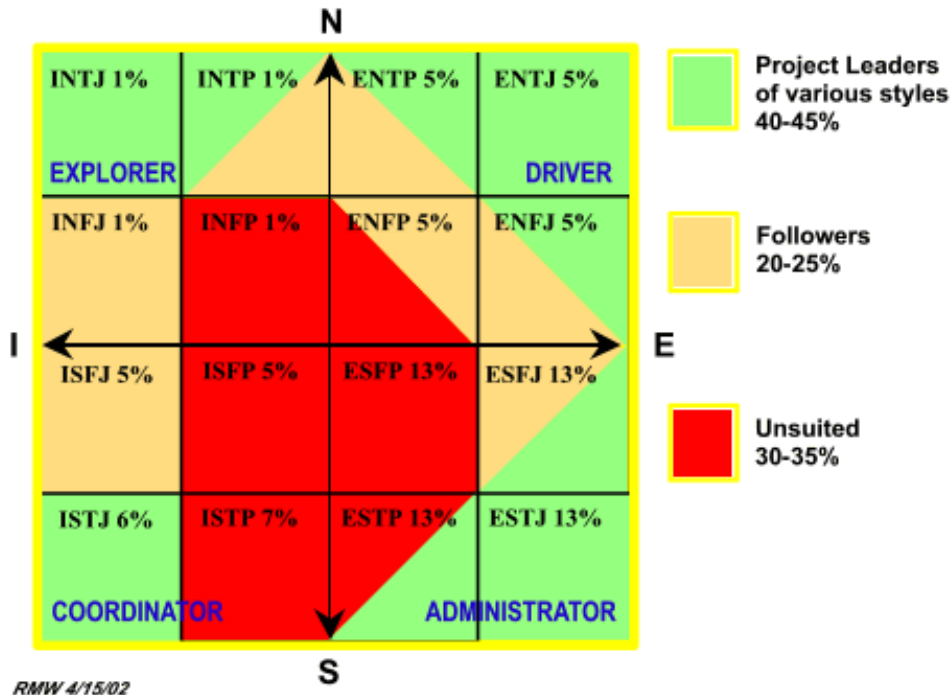 N
INTJ 1% INTP 1% ENTP 5% ENTJ 5%
EXPLORER DRIVER
INFJ 1% INFP 1% ENFP 5% ENFJ 5%
I E
ISFJ 5% ISFP 5% ESFP 13% ESFJ 13%
ISTJ 6% ISTP 7% ESTP 13% ESTJ 13%
COORDINATOR ADMINISTRATOR
S
RMW 4/15/02
Project Leaders
of various styles
40-45%
Followers
20-25%
Unsuited
30-35%